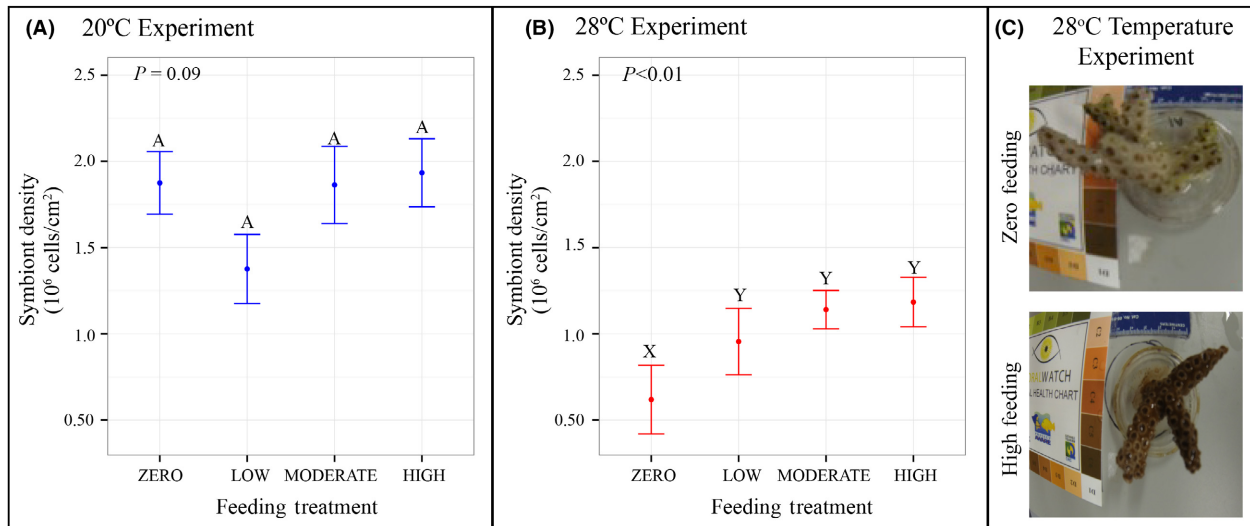 (A) 20°C Experiment
P = 0.09
2.5
2.0
1.5
1.0
0.50
Symbiont density
(10⁶ cells/cm²)
A
A
A
A
ZERO LOW MODERATE HIGH
Feeding treatment
(B) 28°C Experiment
P<0.01
2.5
2.0
1.5
1.0
0.50
Symbiont density
(10⁶ cells/cm²)
X
Y
Y
Y
ZERO LOW MODERATE HIGH
Feeding treatment
(C) 28°C Temperature
Experiment
Zero feeding
High feeding
WATCH
HEALTH CHART